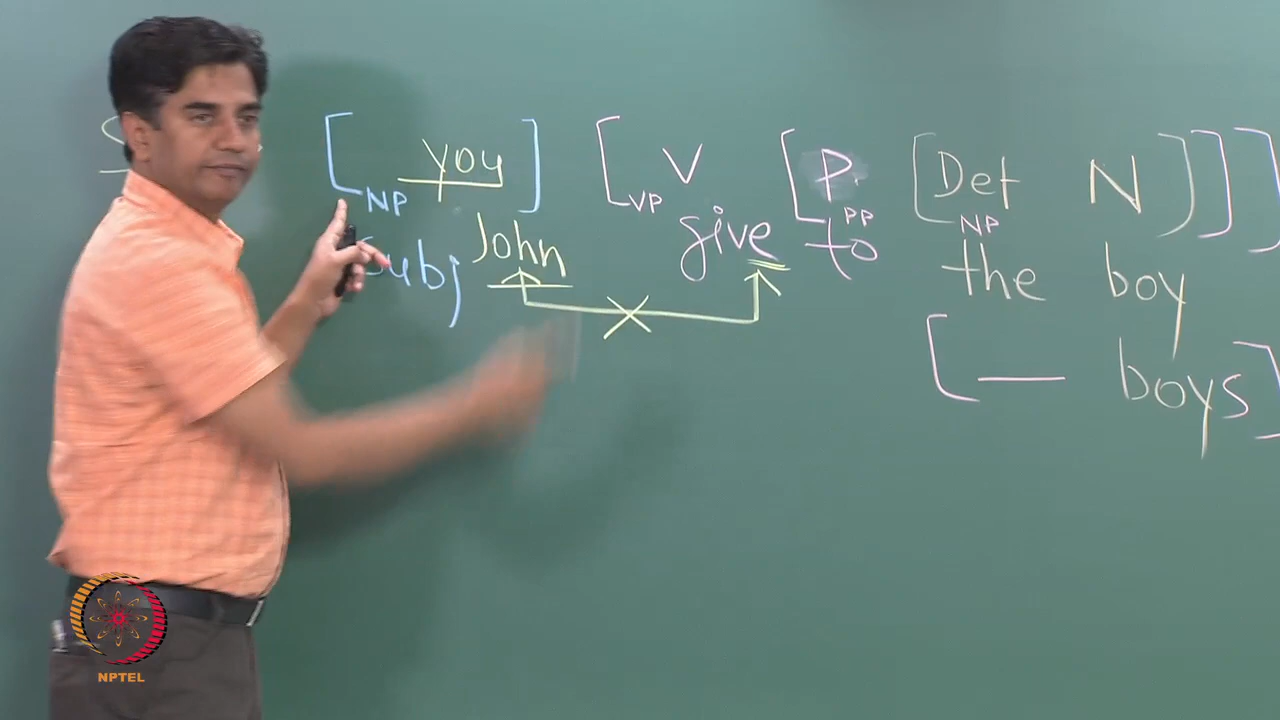 [NP you] [VP V [PP P. [NP Det N]]]
Subj John give to the boy
[— boys]
NPTEL